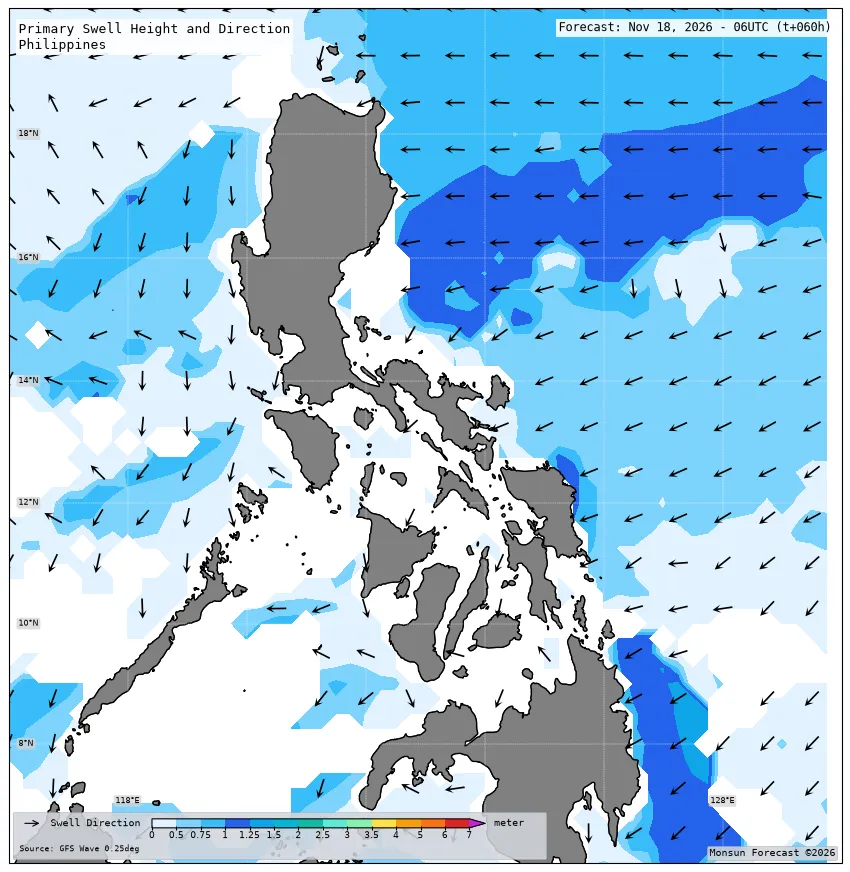 Primary Swell Height and Direction
Philippines
Forecast: Nov 18, 2026 - 06UTC (t+060h)
18°N
16°N
14°N
12°N
10°N
8°N
118°E
128°E
Swell Direction
0 0.5 0.75 1 1.25 1.5 2 2.5 3 3.5 4 5 6 7
meter
Source: GFS Wave 0.25deg
Monsun Forecast ©2026